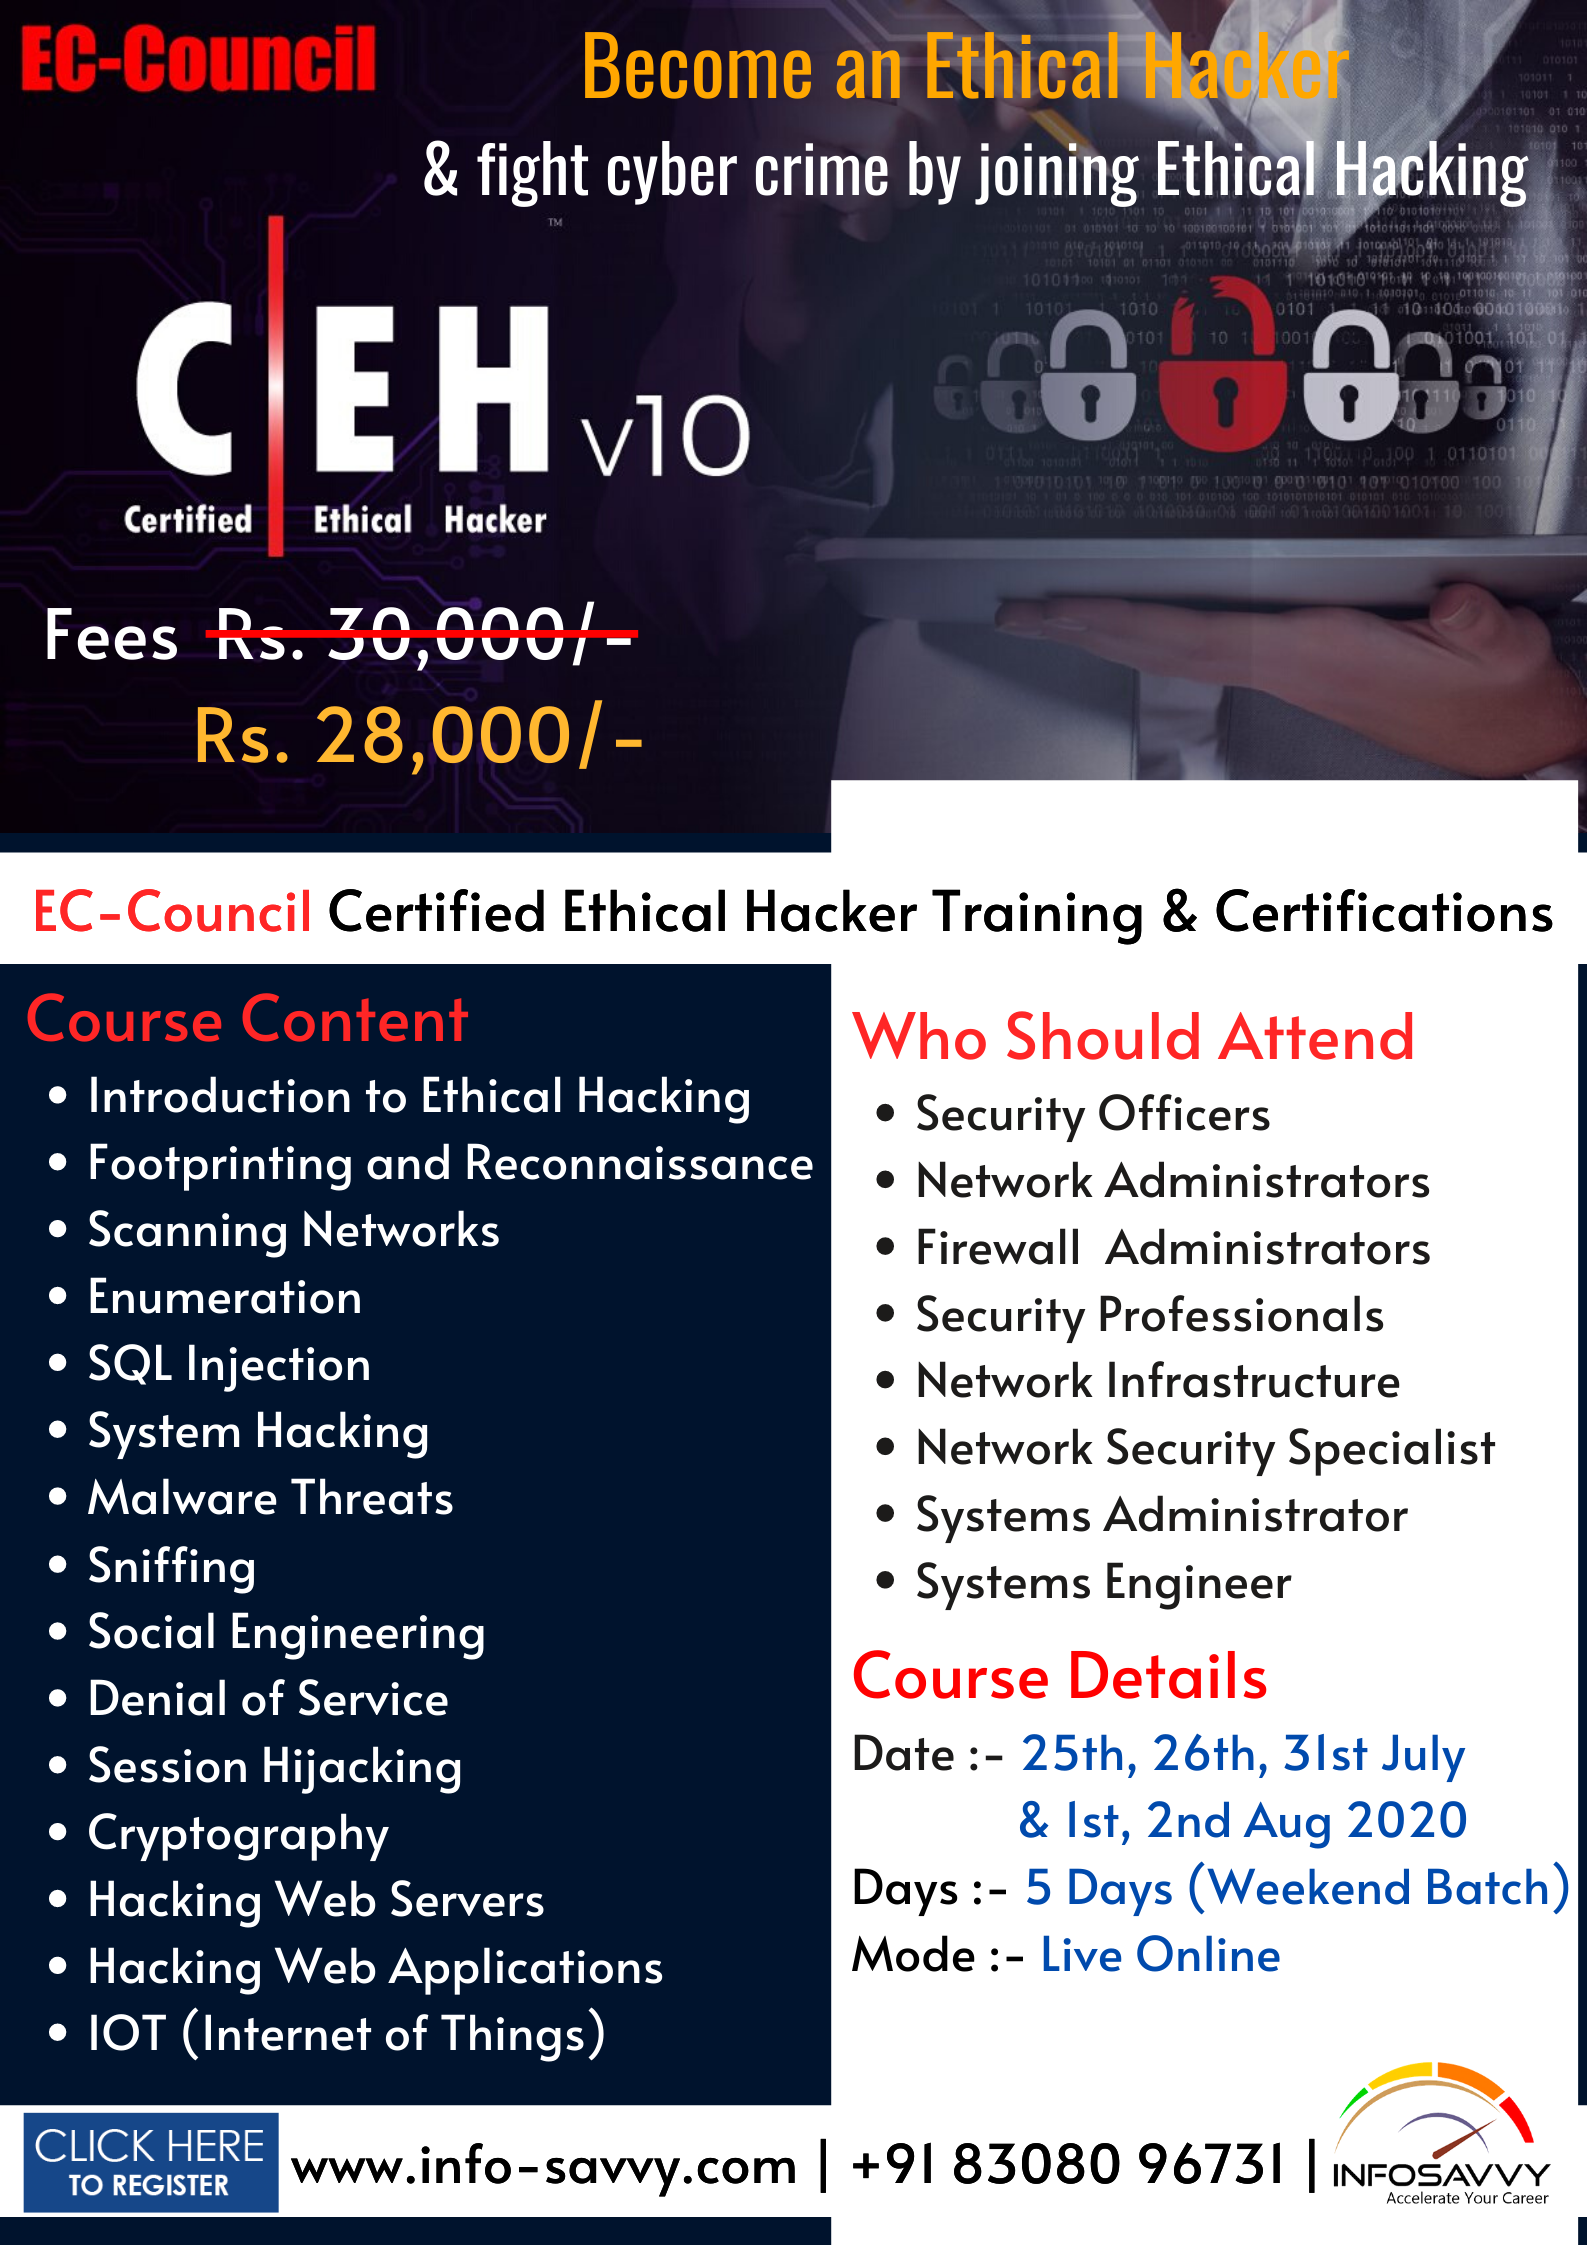 EC-Council
Become an Ethical Hacker
& fight cyber crime by joining Ethical Hacking
TM
C EH v10
Certified Ethical Hacker
Fees Rs. 30,000/-
Rs. 28,000/-
EC-Council Certified Ethical Hacker Training & Certifications
Course Content
• Introduction to Ethical Hacking
• Footprinting and Reconnaissance
• Scanning Networks
• Enumeration
• SQL Injection
• System Hacking
• Malware Threats
• Sniffing
• Social Engineering
• Denial of Service
• Session Hijacking
• Cryptography
• Hacking Web Servers
• Hacking Web Applications
• IOT (Internet of Things)
Who Should Attend
• Security Officers
• Network Administrators
• Firewall Administrators
• Security Professionals
• Network Infrastructure
• Network Security Specialist
• Systems Administrator
• Systems Engineer
Course Details
Date :- 25th, 26th, 31st July
& 1st, 2nd Aug 2020
Days :- 5 Days (Weekend Batch)
Mode :- Live Online
CLICK HERE
TO REGISTER
www.info-savvy.com | +91 83080 96731 |
INFOSAVVY
Accelerate Your Career